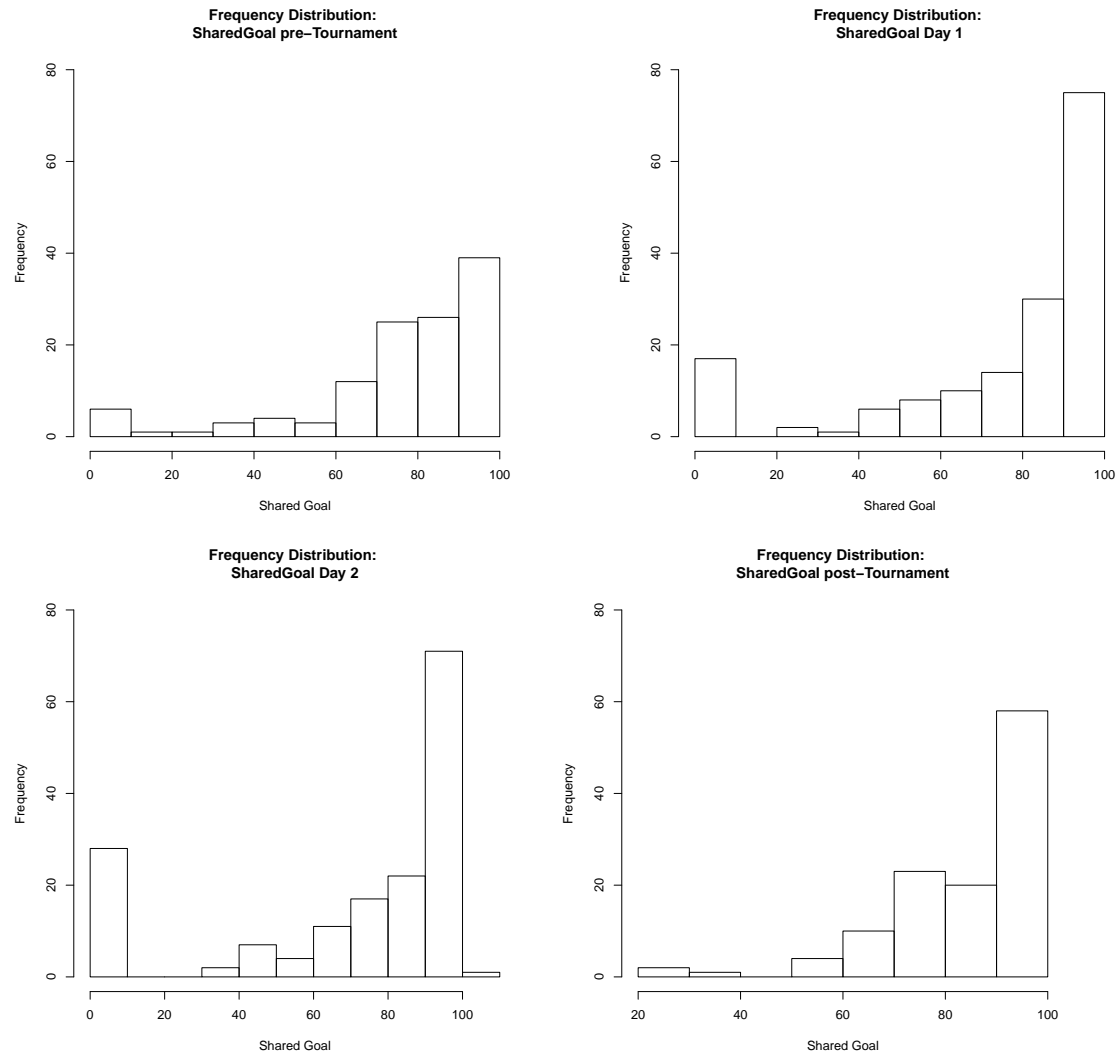 Frequency Distribution:
SharedGoal pre−Tournament
80
60
40
20
0
Frequency
0 20 40 60 80 100
Shared Goal
Frequency Distribution:
SharedGoal Day 1
80
60
40
20
0
Frequency
0 20 40 60 80 100
Shared Goal
Frequency Distribution:
SharedGoal Day 2
80
60
40
20
0
Frequency
0 20 40 60 80 100
Shared Goal
Frequency Distribution:
SharedGoal post−Tournament
80
60
40
20
0
Frequency
20 40 60 80 100
Shared Goal